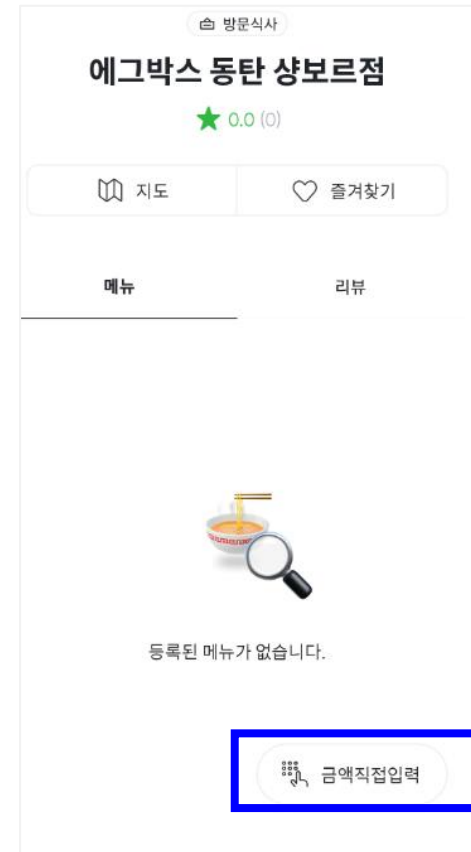 방문식사
에그박스 동탄 샹보르점
0.0 (0)
지도 즐겨찾기
메뉴 리뷰
등록된 메뉴가 없습니다.
금액직접입력